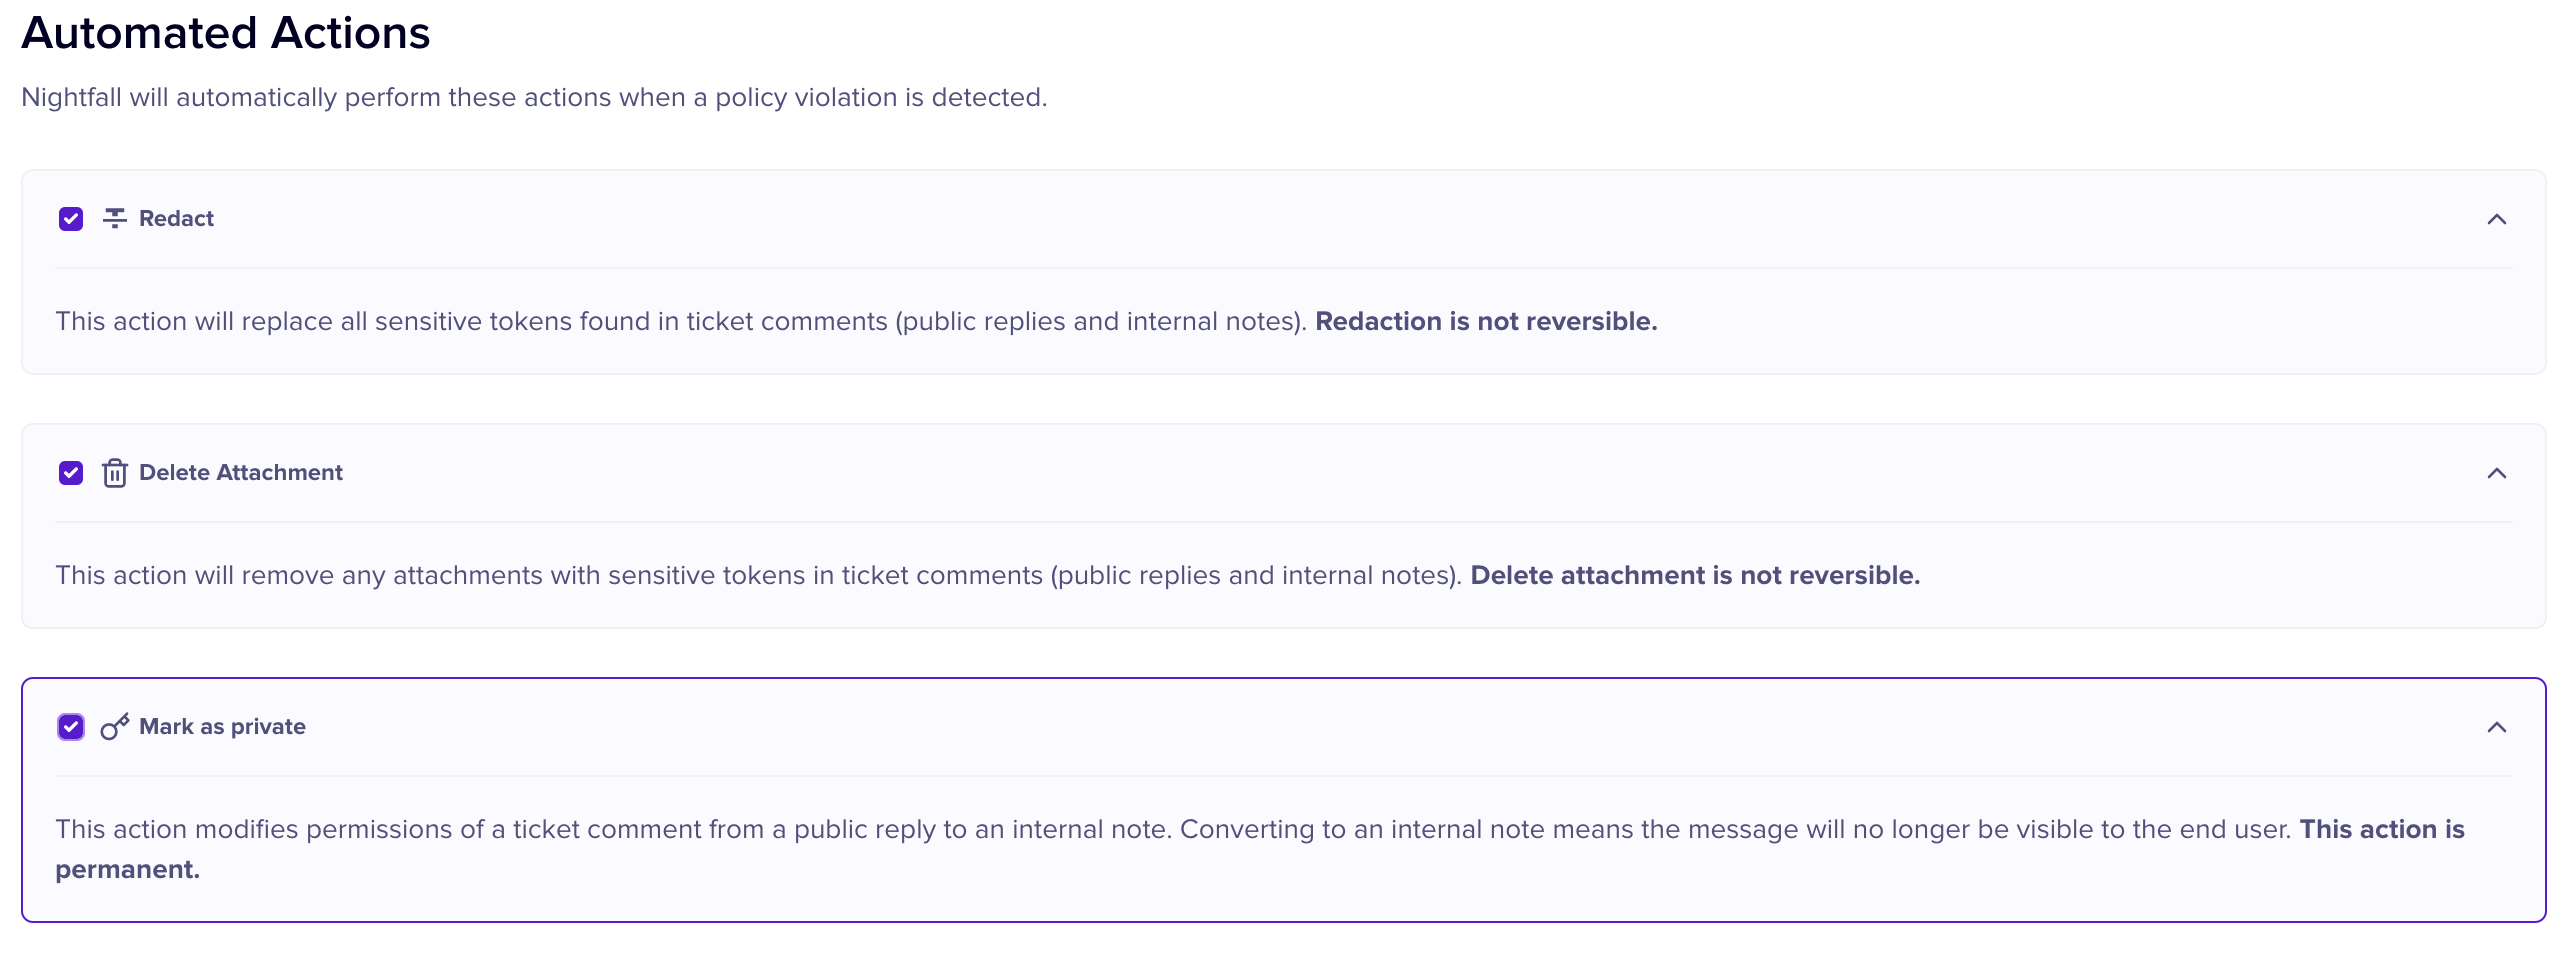 Automated Actions
Nightfall will automatically perform these actions when a policy violation is detected.
Redact
This action will replace all sensitive tokens found in ticket comments (public replies and internal notes). Redaction is not reversible.
Delete Attachment
This action will remove any attachments with sensitive tokens in ticket comments (public replies and internal notes). Delete attachment is not reversible.
Mark as private
This action modifies permissions of a ticket comment from a public reply to an internal note. Converting to an internal note means the message will no longer be visible to the end user. This action is
permanent.